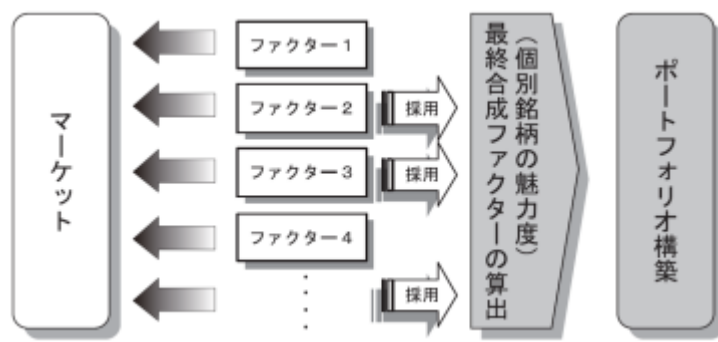 マーケット
ファクター1
ファクター2
採用
ファクター3
採用
ファクター4
採用
最終合成ファクターの算出
(個別銘柄の魅力度)
ポートフォリオ構築